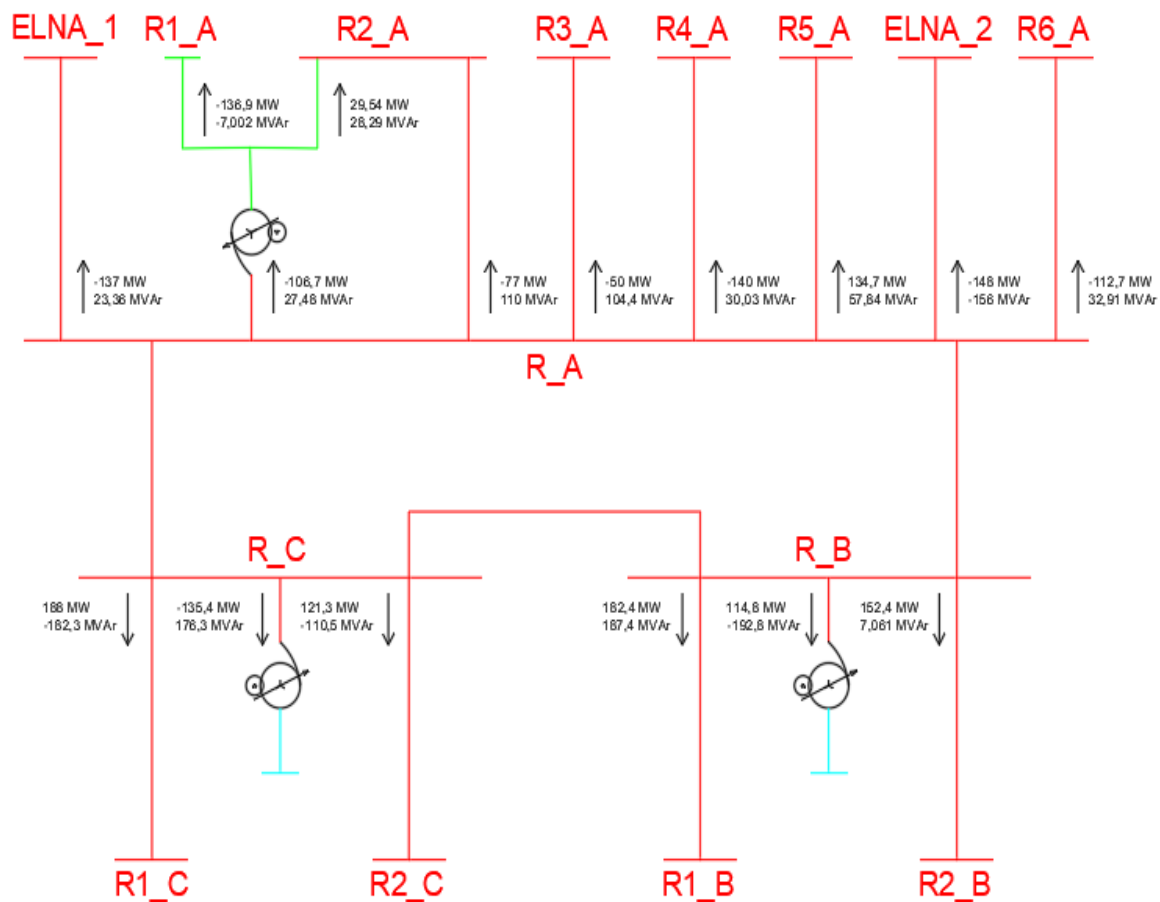 ELNA_1 R1_A R2_A R3_A R4_A R5_A ELNA_2 R6_A
-136,9 MW
-7,002 MVAr
29,54 MW
28,29 MVAr
-137 MW
23,36 MVAr
-106,7 MW
27,48 MVAr
-77 MW
110 MVAr
-50 MW
104,4 MVAr
-140 MW
30,03 MVAr
134,7 MW
57,84 MVAr
-148 MW
-156 MVAr
-112,7 MW
32,91 MVAr
R_A
R_C R_B
188 MW
-182,3 MVAr
-135,4 MW
176,3 MVAr
121,3 MW
-110,5 MVAr
182,4 MW
187,4 MVAr
114,8 MW
-192,8 MVAr
152,4 MW
7,061 MVAr
R1_C R2_C R1_B R2_B